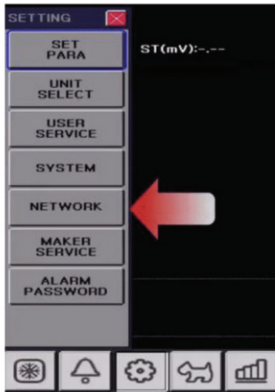 SETTING
SET
PARA
ST(mV):-.--
UNIT
SELECT
USER
SERVICE
SYSTEM
NETWORK
MAKER
SERVICE
ALARM
PASSWORD